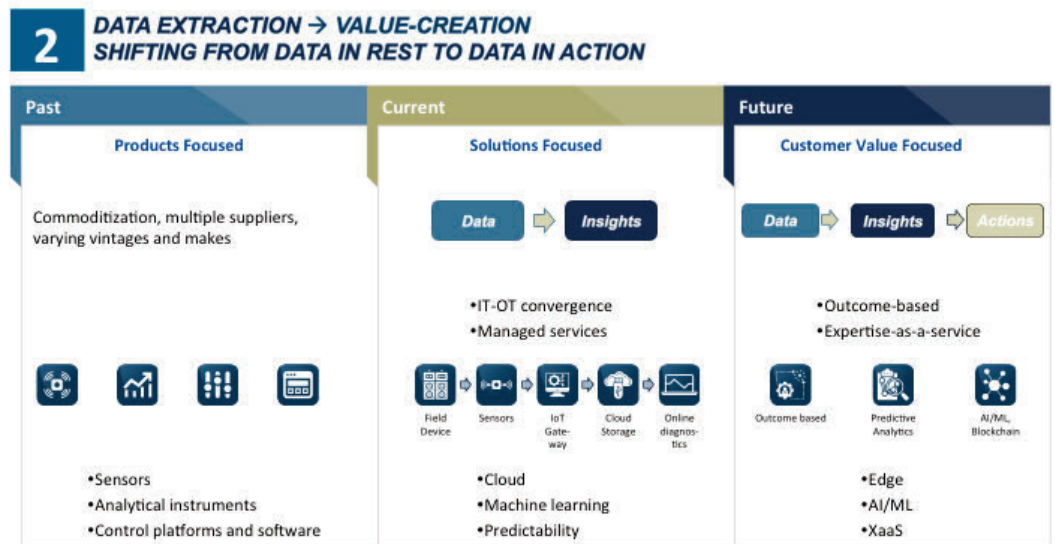 2
DATA EXTRACTION → VALUE-CREATION
SHIFTING FROM DATA IN REST TO DATA IN ACTION
Past
Products Focused
Commoditization, multiple suppliers,
varying vintages and makes
•Sensors
•Analytical instruments
•Control platforms and software
Current
Solutions Focused
Data
Insights
•IT-OT convergence
•Managed services
Field
Device
Sensors
IoT
Gate-
way
Cloud
Storage
Online
diagnos-
tics
•Cloud
•Machine learning
•Predictability
Future
Customer Value Focused
Data
Insights
Actions
•Outcome-based
•Expertise-as-a-service
Outcome based
Predictive
Analytics
AI/ML,
Blockchain
•Edge
•AI/ML
•XaaS